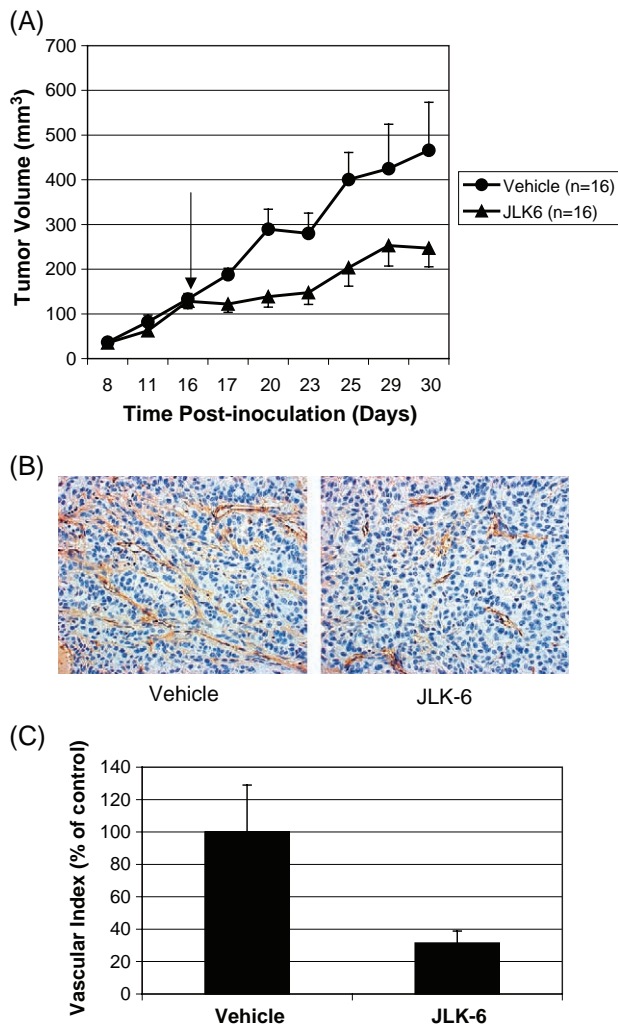 (A)
700
600
500
400
300
200
100
0
Tumor Volume (mm³)
8 11 16 17 20 23 25 29 30
Time Post-inoculation (Days)
Vehicle (n=16)
JLK6 (n=16)
(B)
Vehicle JLK-6
(C)
140
120
100
80
60
40
20
0
Vascular Index (% of control)
Vehicle JLK-6